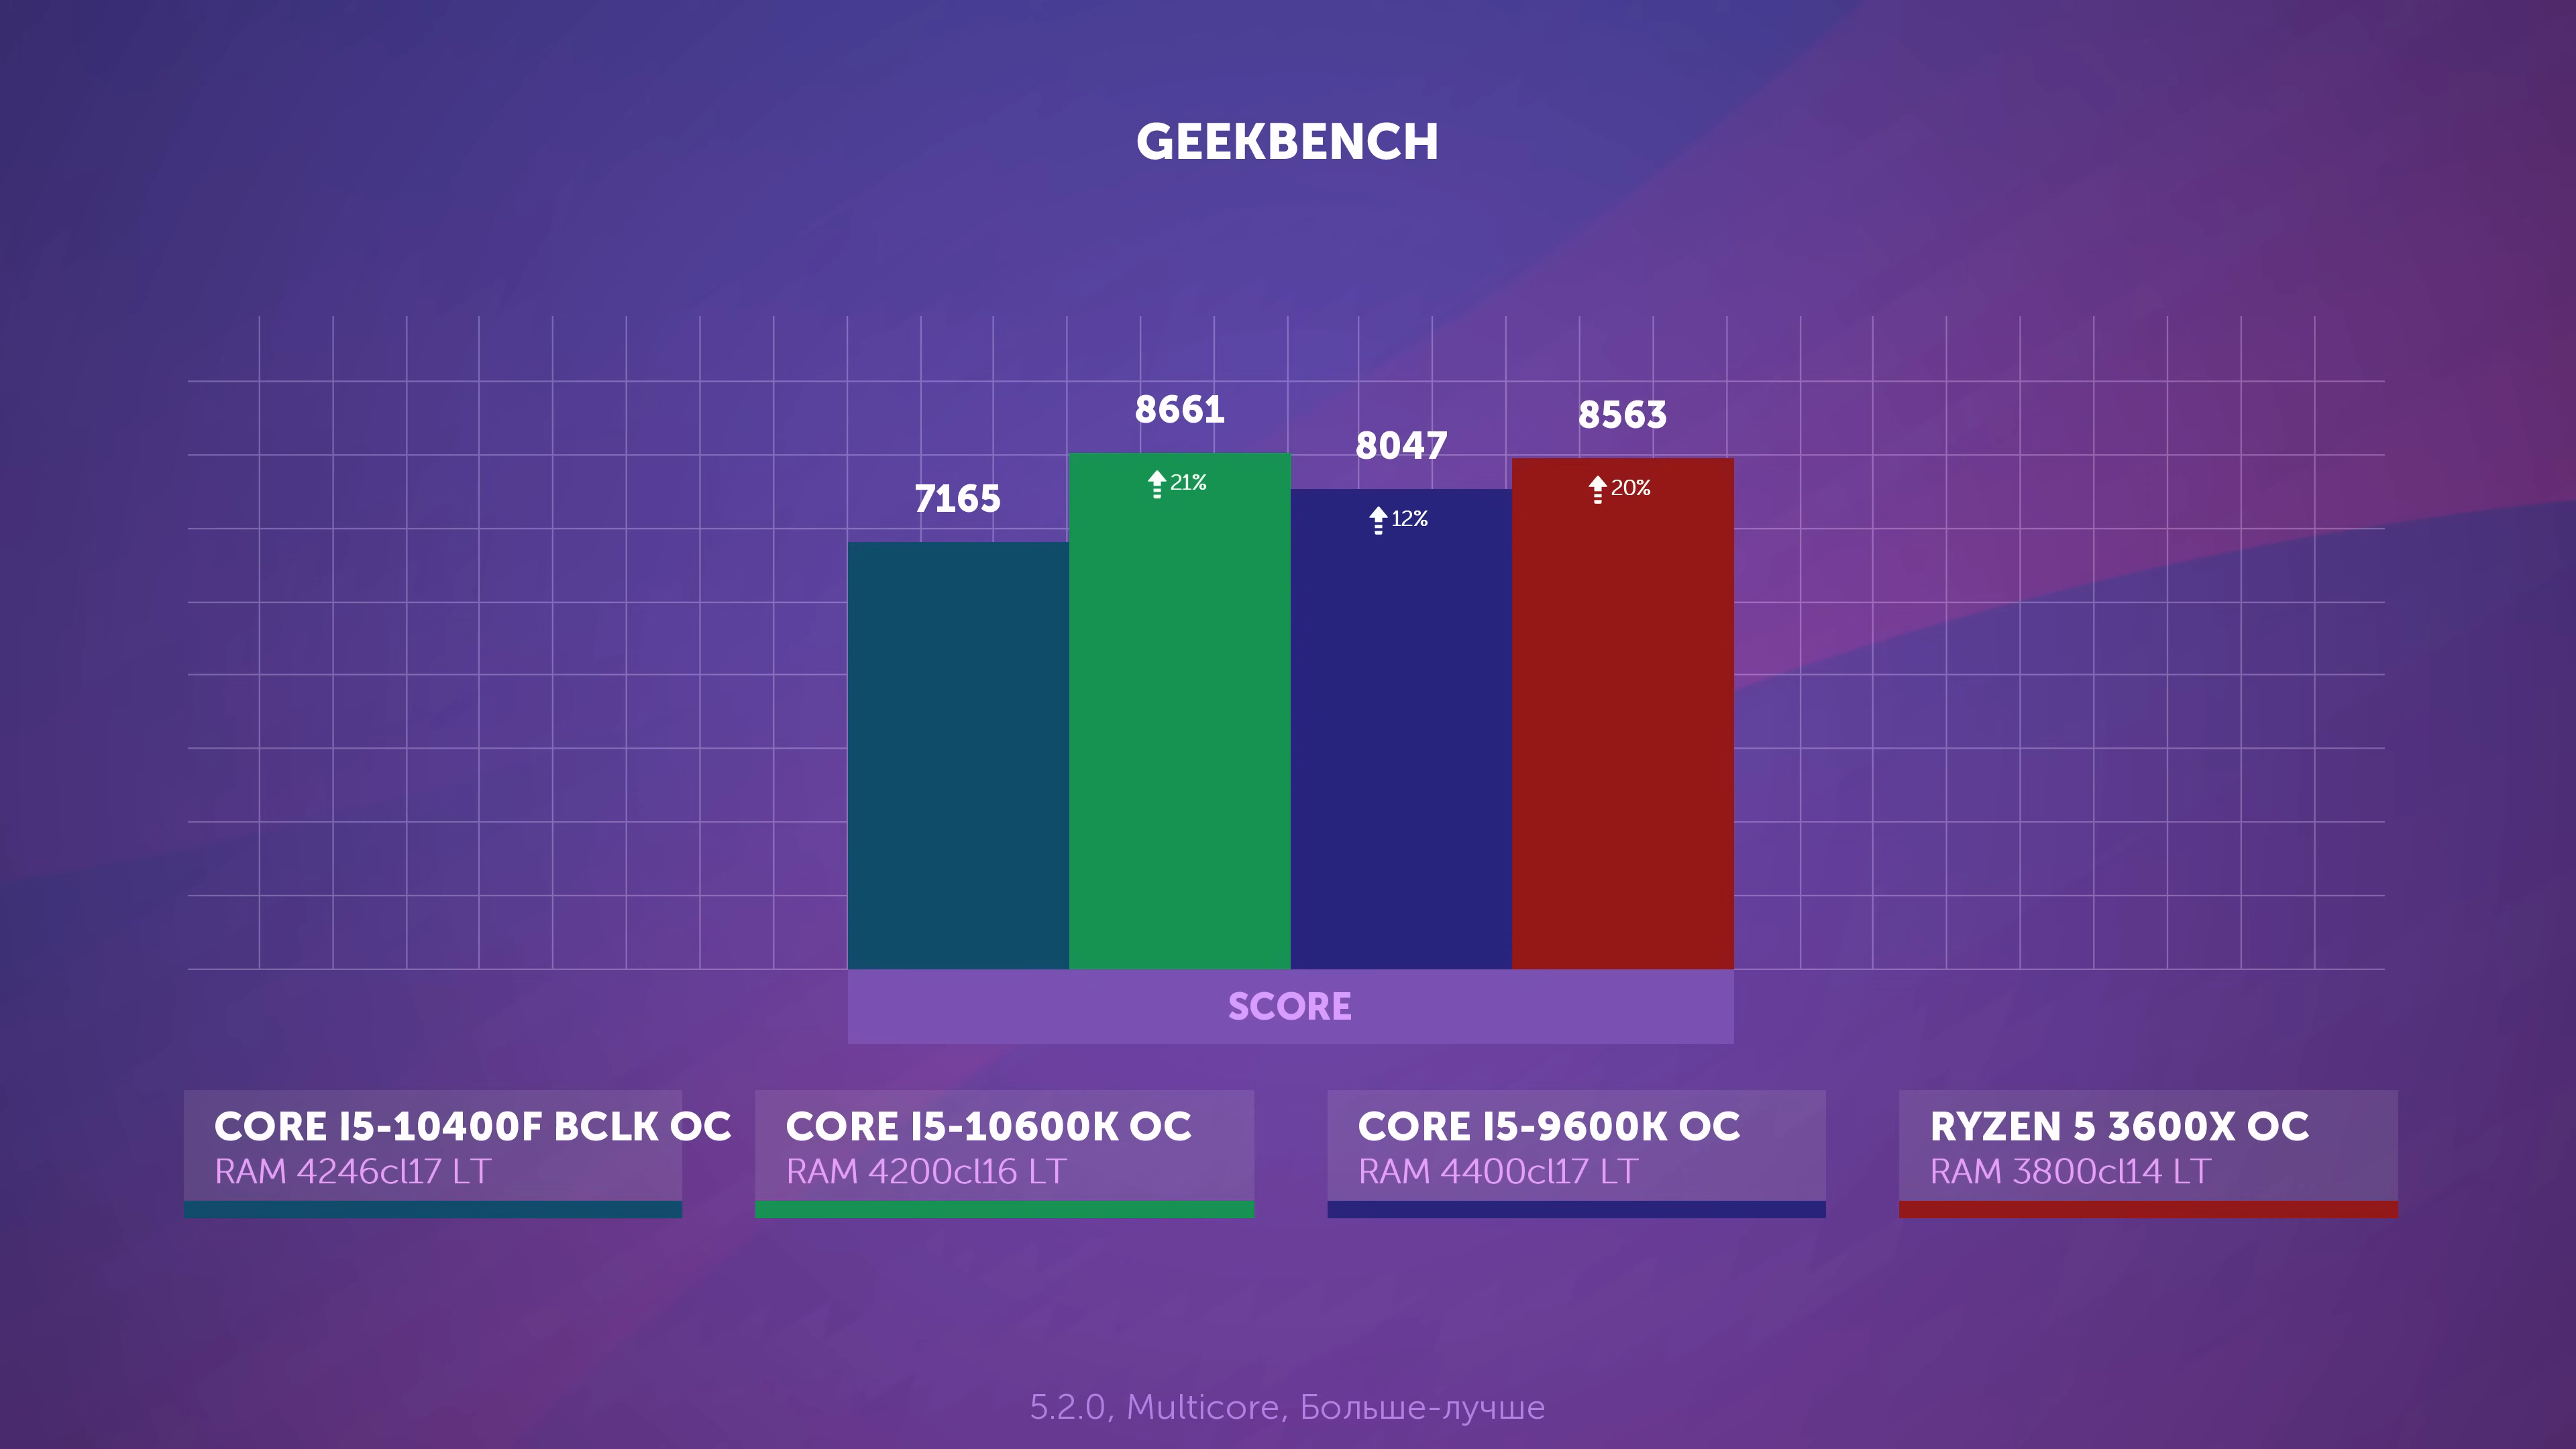 GEEKBENCH
7165
8661
21%
8047
12%
8563
20%
SCORE
CORE I5-10400F BCLK OC
RAM 4246cl17 LT
CORE I5-10600K OC
RAM 4200cl16 LT
CORE I5-9600K OC
RAM 4400cl17 LT
RYZEN 5 3600X OC
RAM 3800cl14 LT
5.2.0, Multicore, Больше-лучше